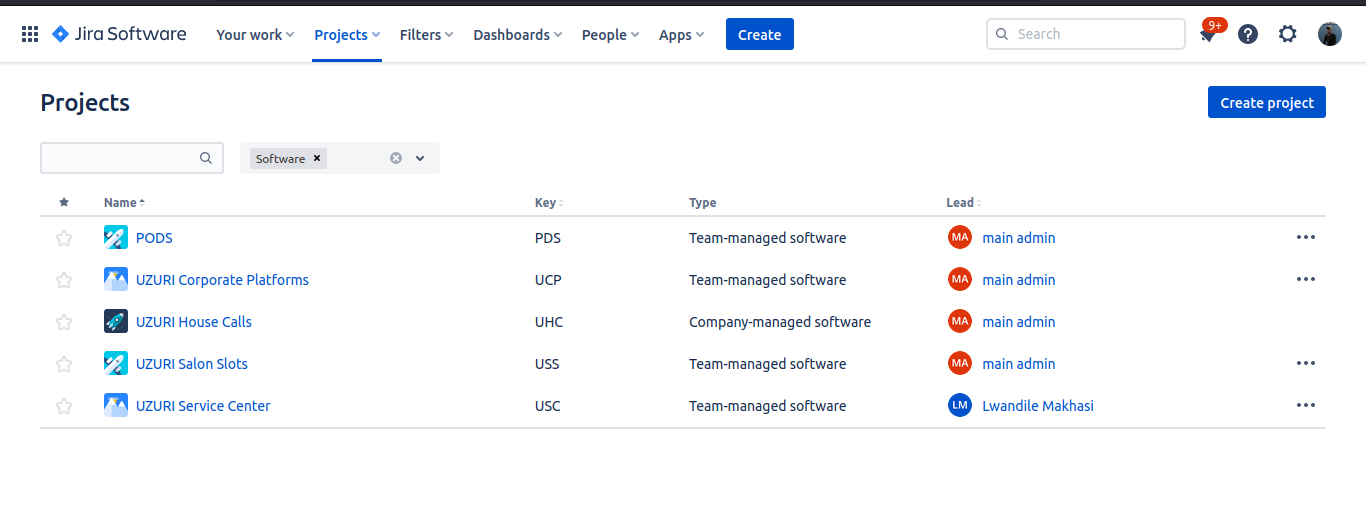 Jira Software Your work Projects Filters Dashboards People Apps Create Search 9+ ?
Projects Create project
Software
Name Key Type Lead
PODS PDS Team-managed software MA main admin
UZURI Corporate Platforms UCP Team-managed software MA main admin
UZURI House Calls UHC Company-managed software MA main admin
UZURI Salon Slots USS Team-managed software MA main admin
UZURI Service Center USC Team-managed software LM Lwandile Makhasi